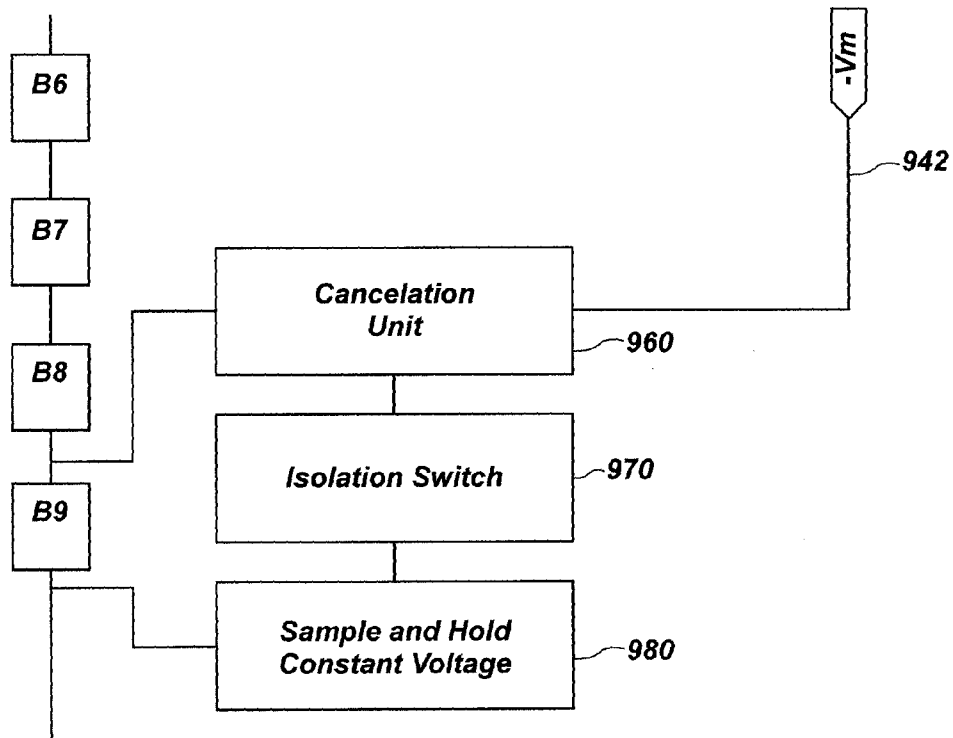 B6
-Vm
942
B7
Cancelation
Unit
960
B8
Isolation Switch
970
B9
Sample and Hold
Constant Voltage
980